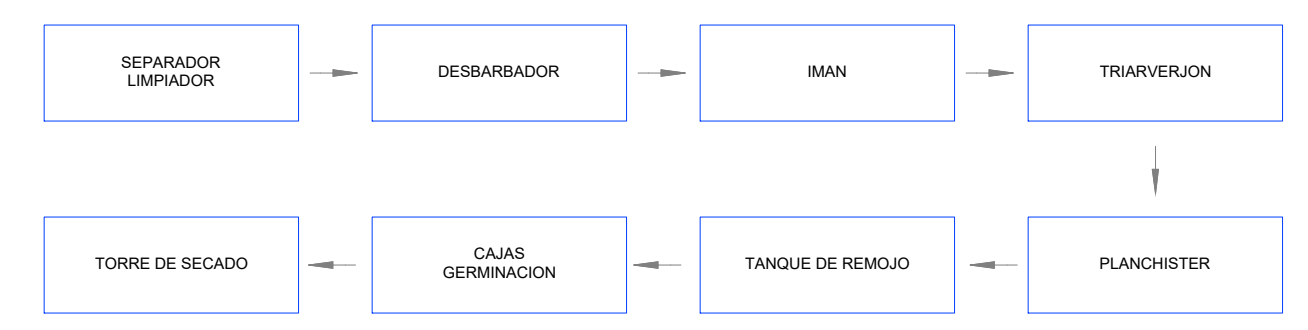 SEPARADOR
LIMPIADOR
DESBARBADOR
IMAN
TRIARVERJON
PLANCHISTER
TANQUE DE REMOJO
CAJAS
GERMINACION
TORRE DE SECADO